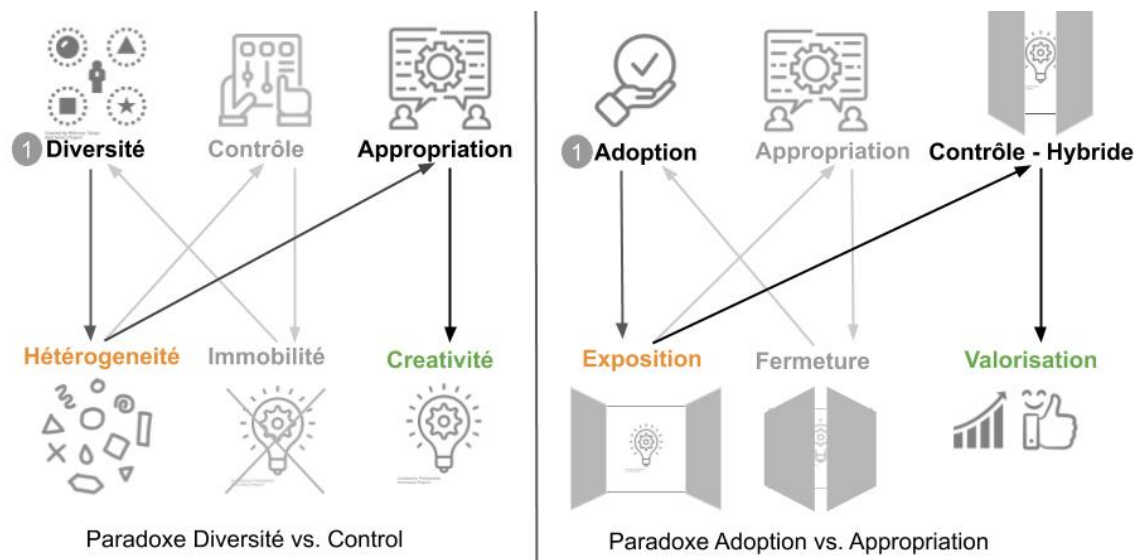 1 Diversité
Contrôle
Appropriation
Hétérogeneité
Immobilité
Creativité
Paradoxe Diversité vs. Control
1 Adoption
Appropriation
Contrôle - Hybride
Exposition
Fermeture
Valorisation
Paradoxe Adoption vs. Appropriation